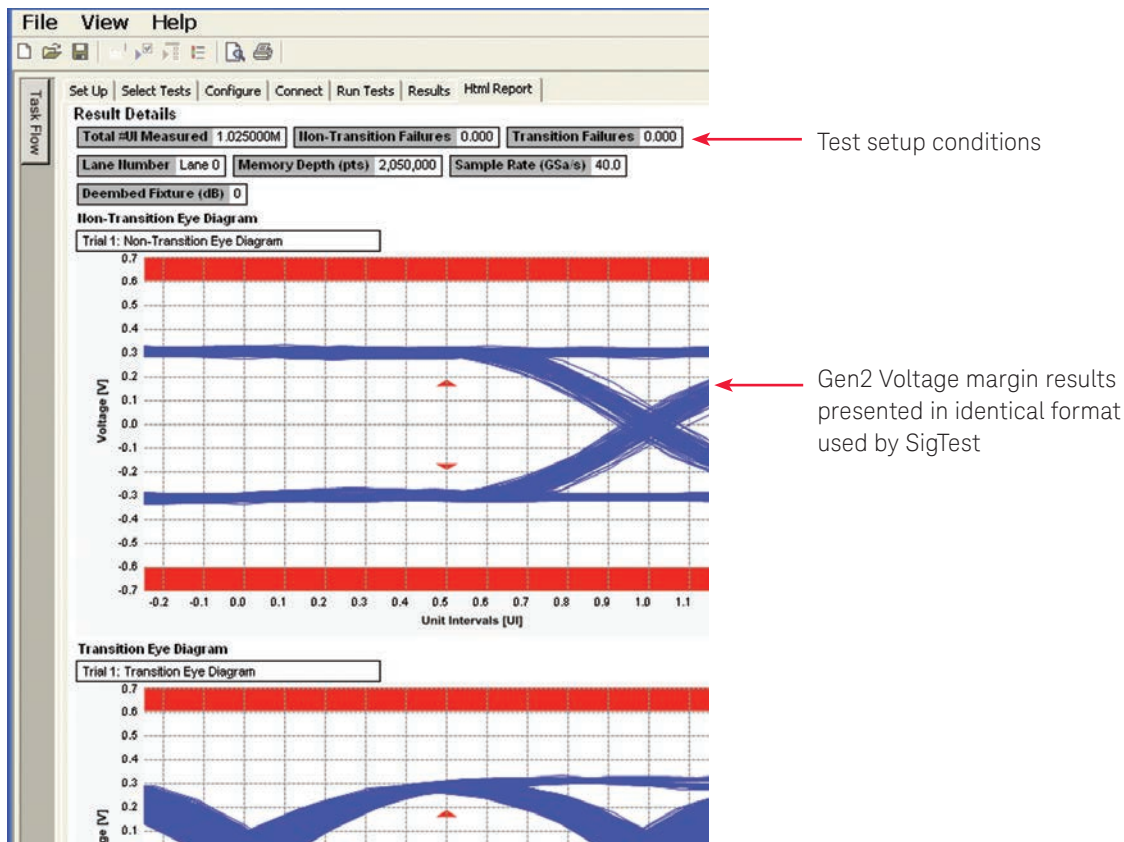 File View Help
Task Flow
Set Up Select Tests Configure Connect Run Tests Results Html Report
Result Details
Total #UI Measured 1.025000M Non-Transition Failures 0.000 Transition Failures 0.000
Lane Number Lane 0 Memory Depth (pts) 2,050,000 Sample Rate (GSa/s) 40.0
Deembed Fixture (dB) 0
Non-Transition Eye Diagram
Trial 1: Non-Transition Eye Diagram
0.7
0.6
0.5
0.4
0.3
0.2
0.1
0.0
-0.1
-0.2
-0.3
-0.4
-0.5
-0.6
-0.7
Voltage [V]
-0.2 -0.1 0.0 0.1 0.2 0.3 0.4 0.5 0.6 0.7 0.8 0.9 1.0 1.1
Unit Intervals [UI]
Transition Eye Diagram
Trial 1: Transition Eye Diagram
0.7
0.6
0.5
0.4
0.3
0.2
0.1
Test setup conditions
Gen2 Voltage margin results
presented in identical format
used by SigTest